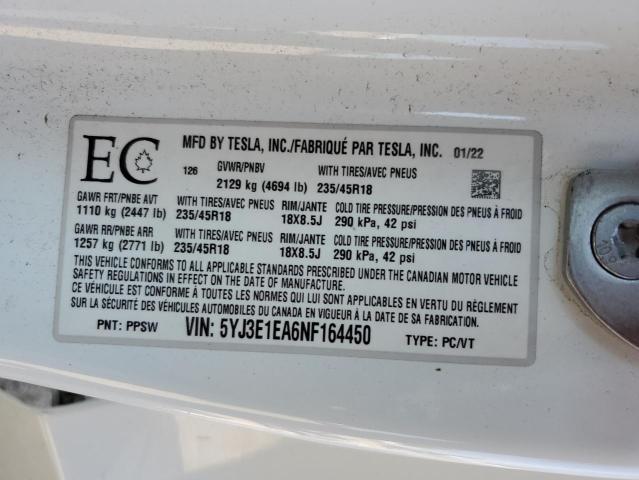 EC MFD BY TESLA, INC./FABRIQUÉ PAR TESLA, INC. 01/22
126 GVWR/PNBV WITH TIRES/AVEC PNEUS
2129 kg (4694 lb) 235/45R18
GAWR FRT/PNBE AVT WITH TIRES/AVEC PNEUS RIM/JANTE COLD TIRE PRESSURE/PRESSION DES PNEUS À FROID
1110 kg (2447 lb) 235/45R18 18X8.5J 290 kPa, 42 psi
GAWR RR/PNBE ARR WITH TIRES/AVEC PNEUS RIM/JANTE COLD TIRE PRESSURE/PRESSION DES PNEUS À FROID
1257 kg (2771 lb) 235/45R18 18X8.5J 290 kPa, 42 psi
THIS VEHICLE CONFORMS TO ALL APPLICABLE STANDARDS PRESCRIBED UNDER THE CANADIAN MOTOR VEHICLE
SAFETY REGULATIONS IN EFFECT ON THE DATE OF MANUFACTURE.
CE VÉHICULE EST CONFORME À TOUTES LES NORMES QUI LUI SONT APPLICABLES EN VERTU DU RÈGLEMENT
SUR LA SÉCURITÉ DES VÉHICULES AUTOMOBILES DU CANADA EN VIGUEUR À LA DATE DE SA FABRICATION.
PNT: PPSW VIN: 5YJ3E1EA6NF164450 TYPE: PC/VT